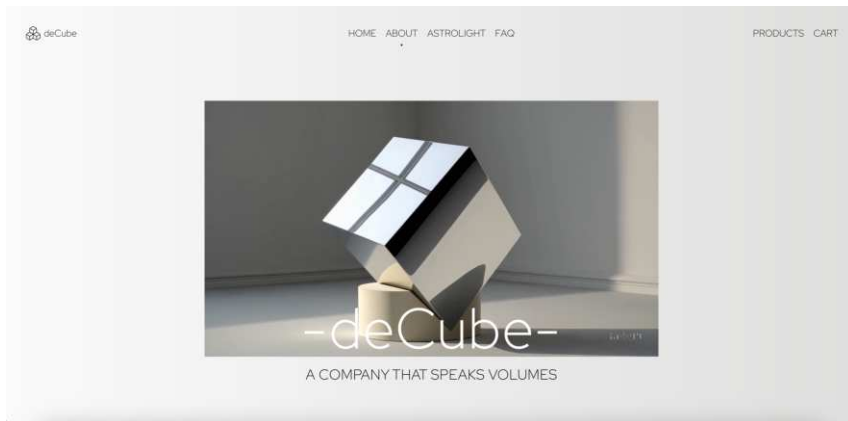 deCube
HOME ABOUT ASTROLIGHT FAQ
PRODUCTS CART
-deCube-
A COMPANY THAT SPEAKS VOLUMES